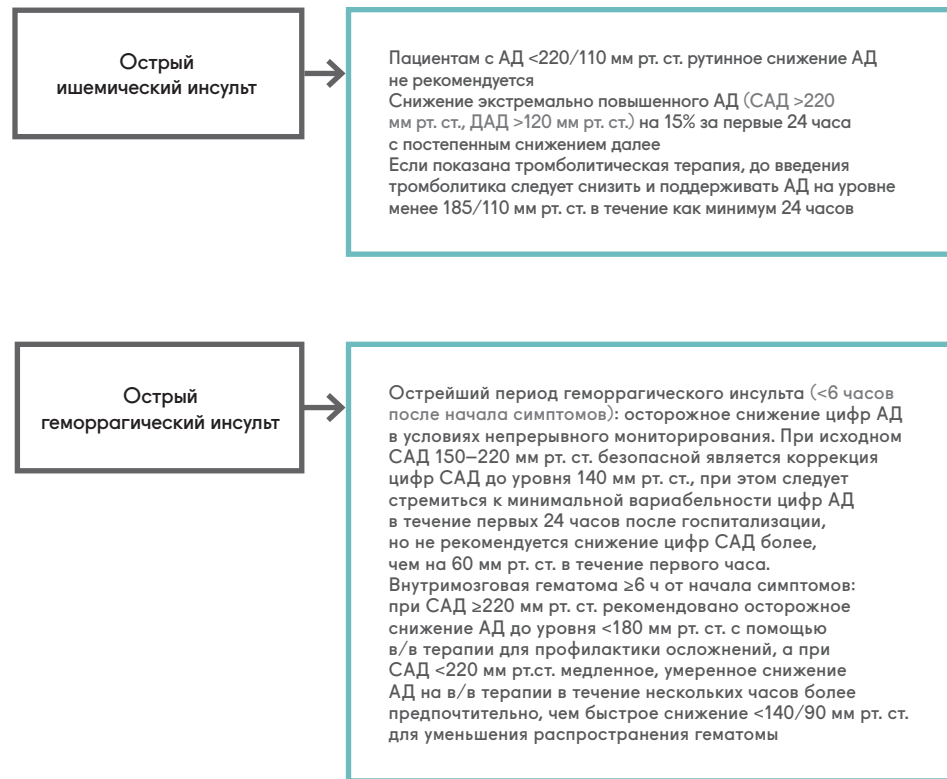 Острый
ишемический инсульт
Пациентам с АД <220/110 мм рт. ст. рутинное снижение АД
не рекомендуется
Снижение экстремально повышенного АД (САД >220
мм рт. ст., ДАД >120 мм рт. ст.) на 15% за первые 24 часа
с постепенным снижением далее
Если показана тромболитическая терапия, до введения
тромболитика следует снизить и поддерживать АД на уровне
менее 185/110 мм рт. ст. в течение как минимум 24 часов
Острый
геморрагический инсульт
Острейший период геморрагического инсульта (<6 часов
после начала симптомов): осторожное снижение цифр АД
в условиях непрерывного мониторирования. При исходном
САД 150–220 мм рт. ст. безопасной является коррекция
цифр САД до уровня 140 мм рт. ст., при этом следует
стремиться к минимальной вариабельности цифр АД
в течение первых 24 часов после госпитализации,
но не рекомендуется снижение цифр САД более,
чем на 60 мм рт. ст. в течение первого часа.
Внутримозговая гематома ≥6 ч от начала симптомов:
при САД ≥220 мм рт. ст. рекомендовано осторожное
снижение АД до уровня <180 мм рт. ст. с помощью
в/в терапии для профилактики осложнений, а при
САД <220 мм рт.ст. медленное, умеренное снижение
АД на в/в терапии в течение нескольких часов более
предпочтительно, чем быстрое снижение <140/90 мм рт. ст.
для уменьшения распространения гематомы